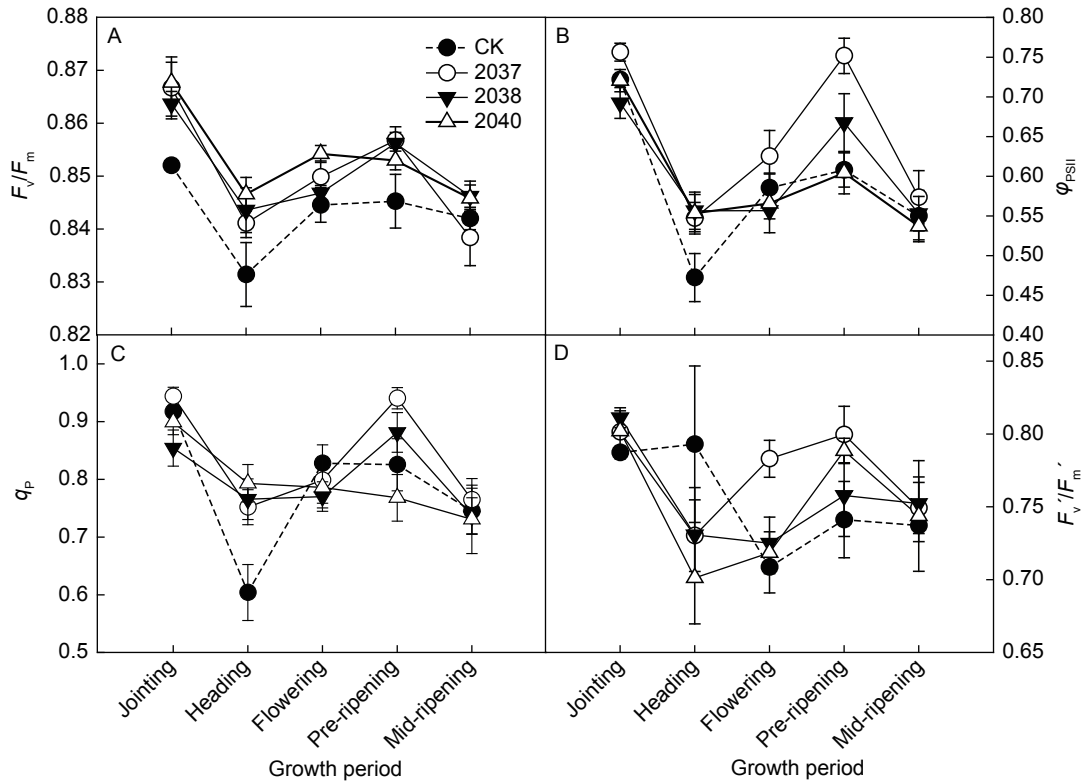 A
0.88
0.87
0.86
0.85
0.84
0.83
0.82
Fv/Fm
CK
2037
2038
2040
B
0.80
0.75
0.70
0.65
0.60
0.55
0.50
0.45
0.40
φPSII
C
1.0
0.9
0.8
0.7
0.6
0.5
qP
D
0.85
0.80
0.75
0.70
0.65
Fv´/Fm´
Jointing
Heading
Flowering
Pre-ripening
Mid-ripening
Growth period
Jointing
Heading
Flowering
Pre-ripening
Mid-ripening
Growth period